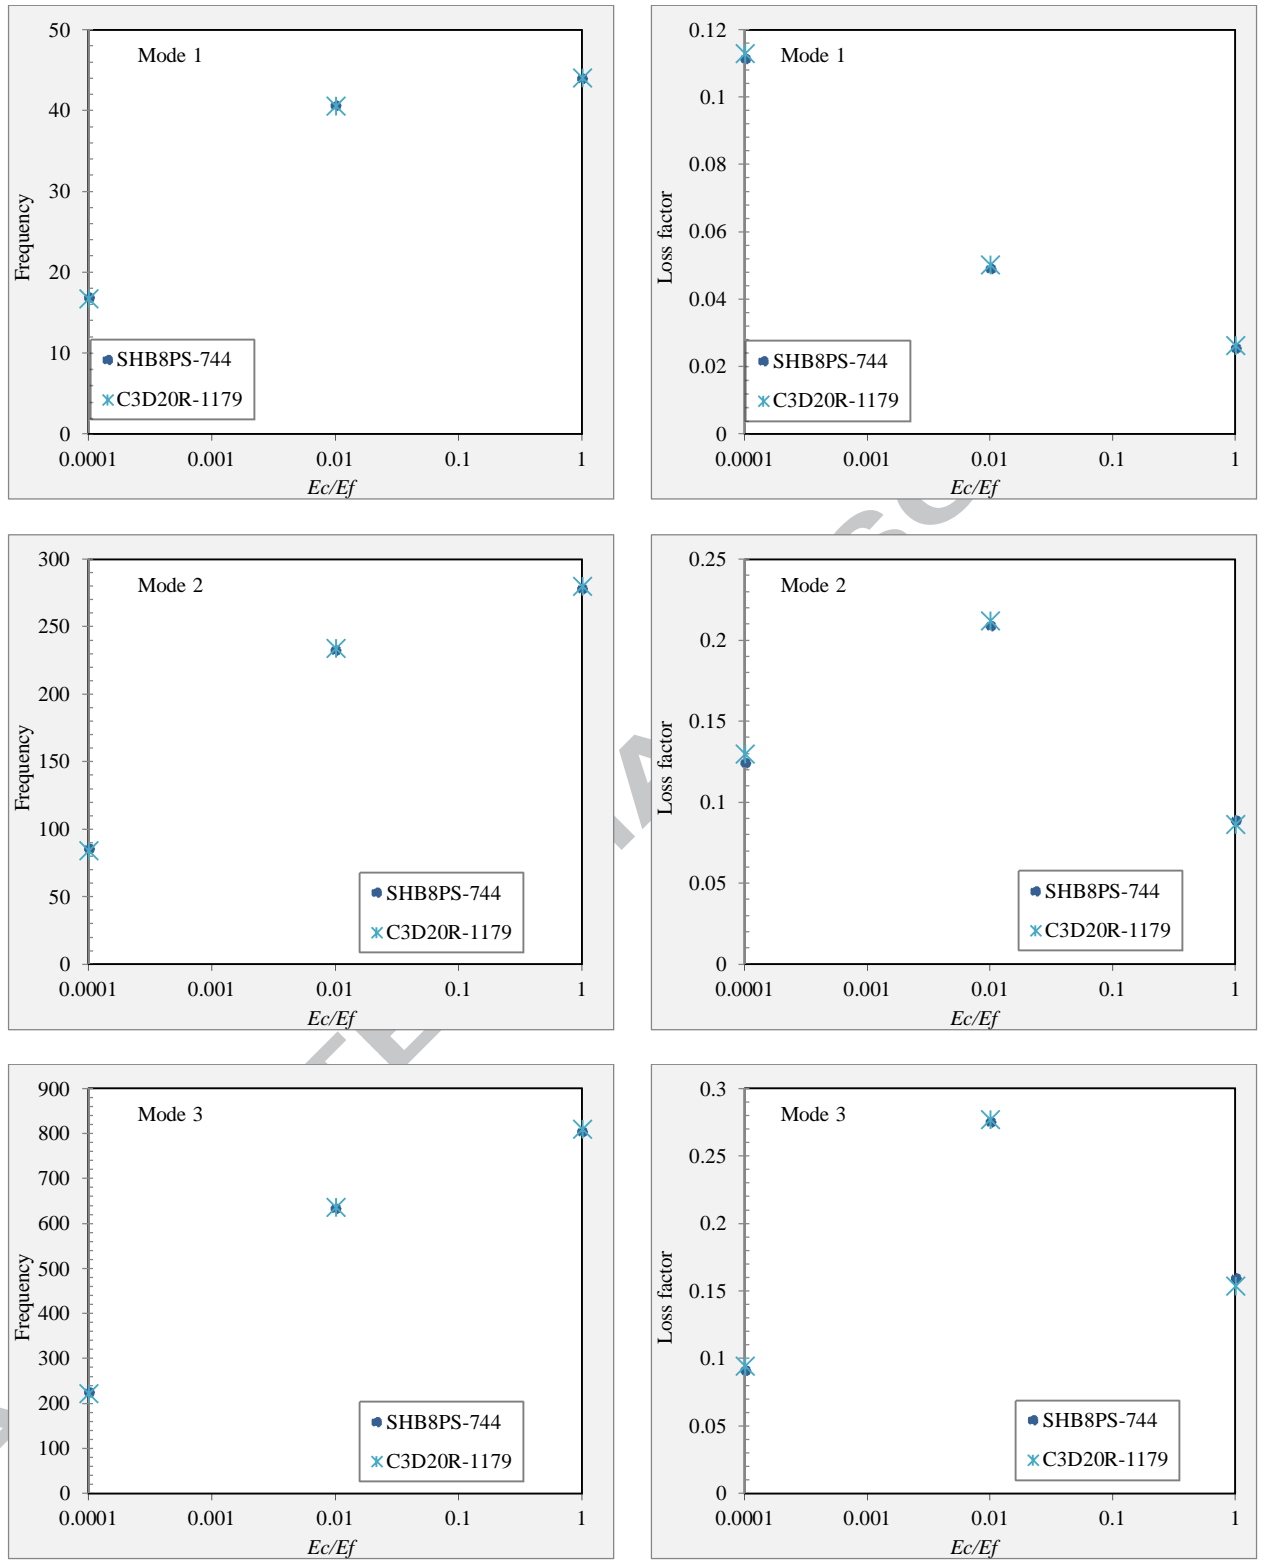 Mode 1
50
40
30
20
10
0
Frequency
SHB8PS-744
C3D20R-1179
0.0001 0.001 0.01 0.1 1
Ec/Ef
Mode 1
0.12
0.1
0.08
0.06
0.04
0.02
0
Loss factor
SHB8PS-744
C3D20R-1179
0.0001 0.001 0.01 0.1 1
Ec/Ef
Mode 2
300
250
200
150
100
50
0
Frequency
SHB8PS-744
C3D20R-1179
0.0001 0.001 0.01 0.1 1
Ec/Ef
Mode 2
0.25
0.2
0.15
0.1
0.05
0
Loss factor
SHB8PS-744
C3D20R-1179
0.0001 0.001 0.01 0.1 1
Ec/Ef
Mode 3
900
800
700
600
500
400
300
200
100
0
Frequency
SHB8PS-744
C3D20R-1179
0.0001 0.001 0.01 0.1 1
Ec/Ef
Mode 3
0.3
0.25
0.2
0.15
0.1
0.05
0
Loss factor
SHB8PS-744
C3D20R-1179
0.0001 0.001 0.01 0.1 1
Ec/Ef